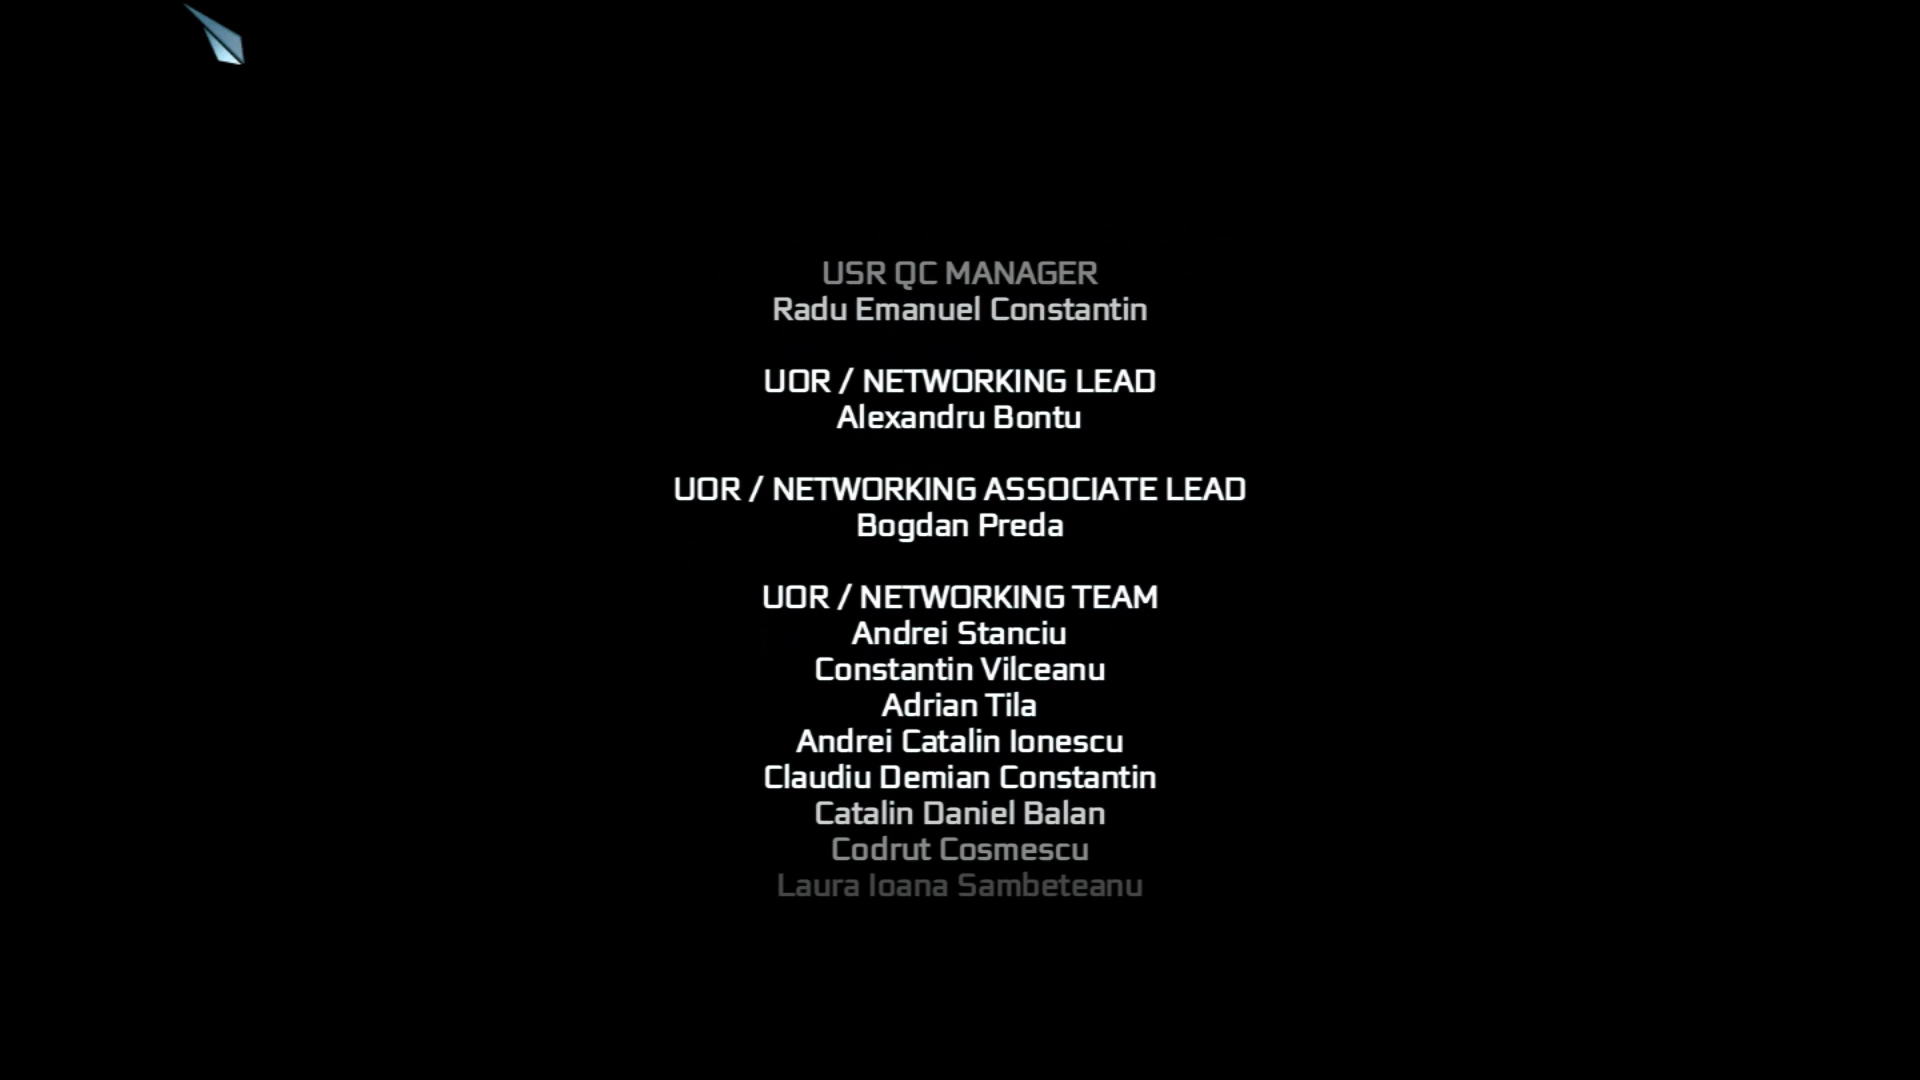 USR QC MANAGER
Radu Emanuel Constantin
UOR / NETWORKING LEAD
Alexandru Bontu
UOR / NETWORKING ASSOCIATE LEAD
Bogdan Preda
UOR / NETWORKING TEAM
Andrei Stanciu
Constantin Vilceanu
Adrian Tila
Andrei Catalin Ionescu
Claudiu Demian Constantin
Catalin Daniel Balan
Codrut Cosmescu
Laura Ioana Sambeteanu